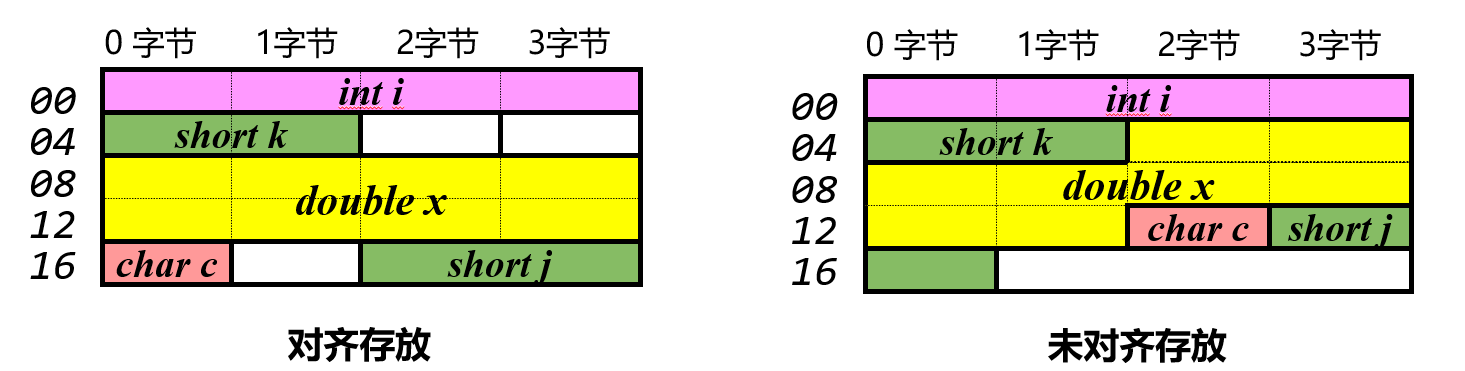 0 字节 1字节 2字节 3字节
00 int i
04 short k
08
double x
12
16 char c short j
对齐存放
0 字节 1字节 2字节 3字节
00 int i
04 short k
08 double x
12 char c short j
16
未对齐存放